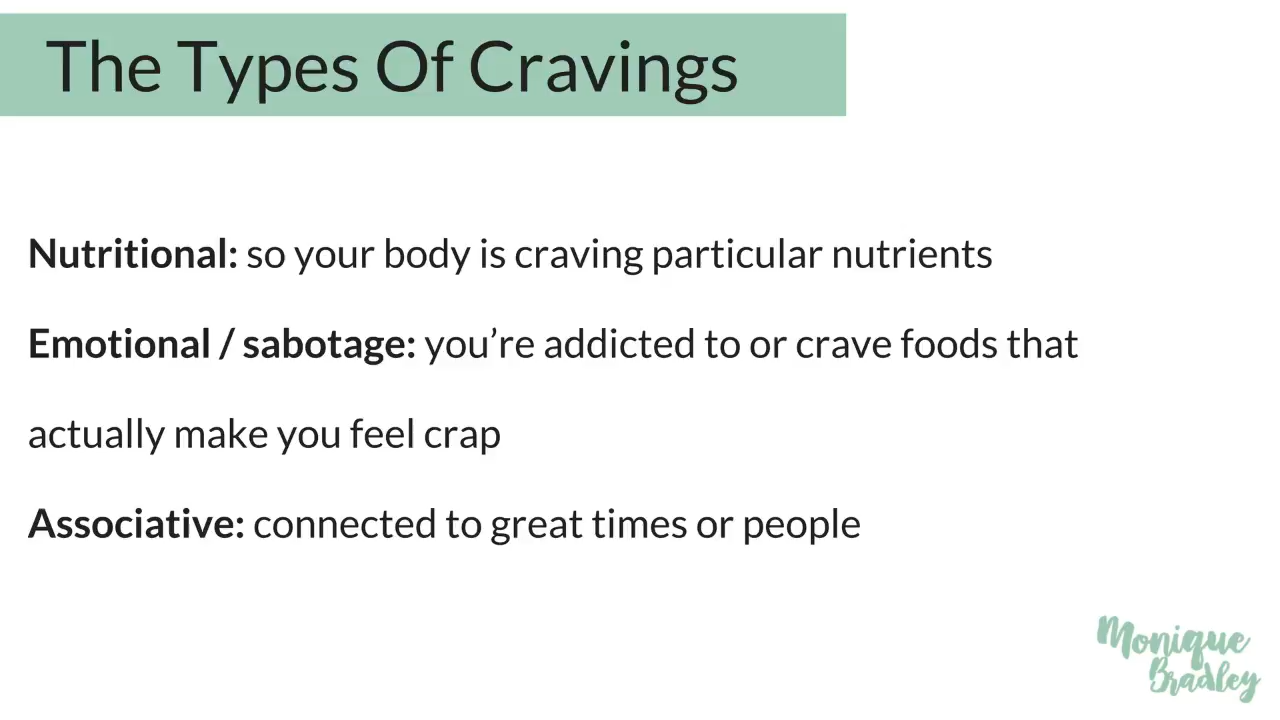 The Types Of Cravings
Nutritional: so your body is craving particular nutrients
Emotional / sabotage: you’re addicted to or crave foods that
actually make you feel crap
Associative: connected to great times or people
Monique
Bradley